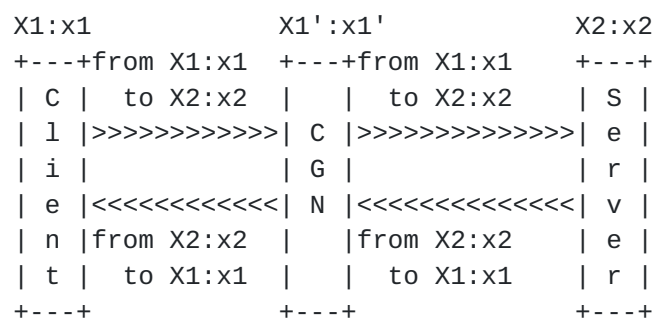 X1:x1            X1':x1'            X2:x2
+---+from X1:x1  +---+from X1:x1    +---+
| C |  to X2:x2  |   |  to X2:x2    | S |
| l |>>>>>>>>>>>>| C |>>>>>>>>>>>>>>| e |
| i |            | G |              | r |
| e |<<<<<<<<<<<<| N |<<<<<<<<<<<<<<| v |
| n |from X2:x2  |   |from X2:x2    | e |
| t |  to X1:x1  |   |  to X1:x1    | r |
+---+            +---+              +---+